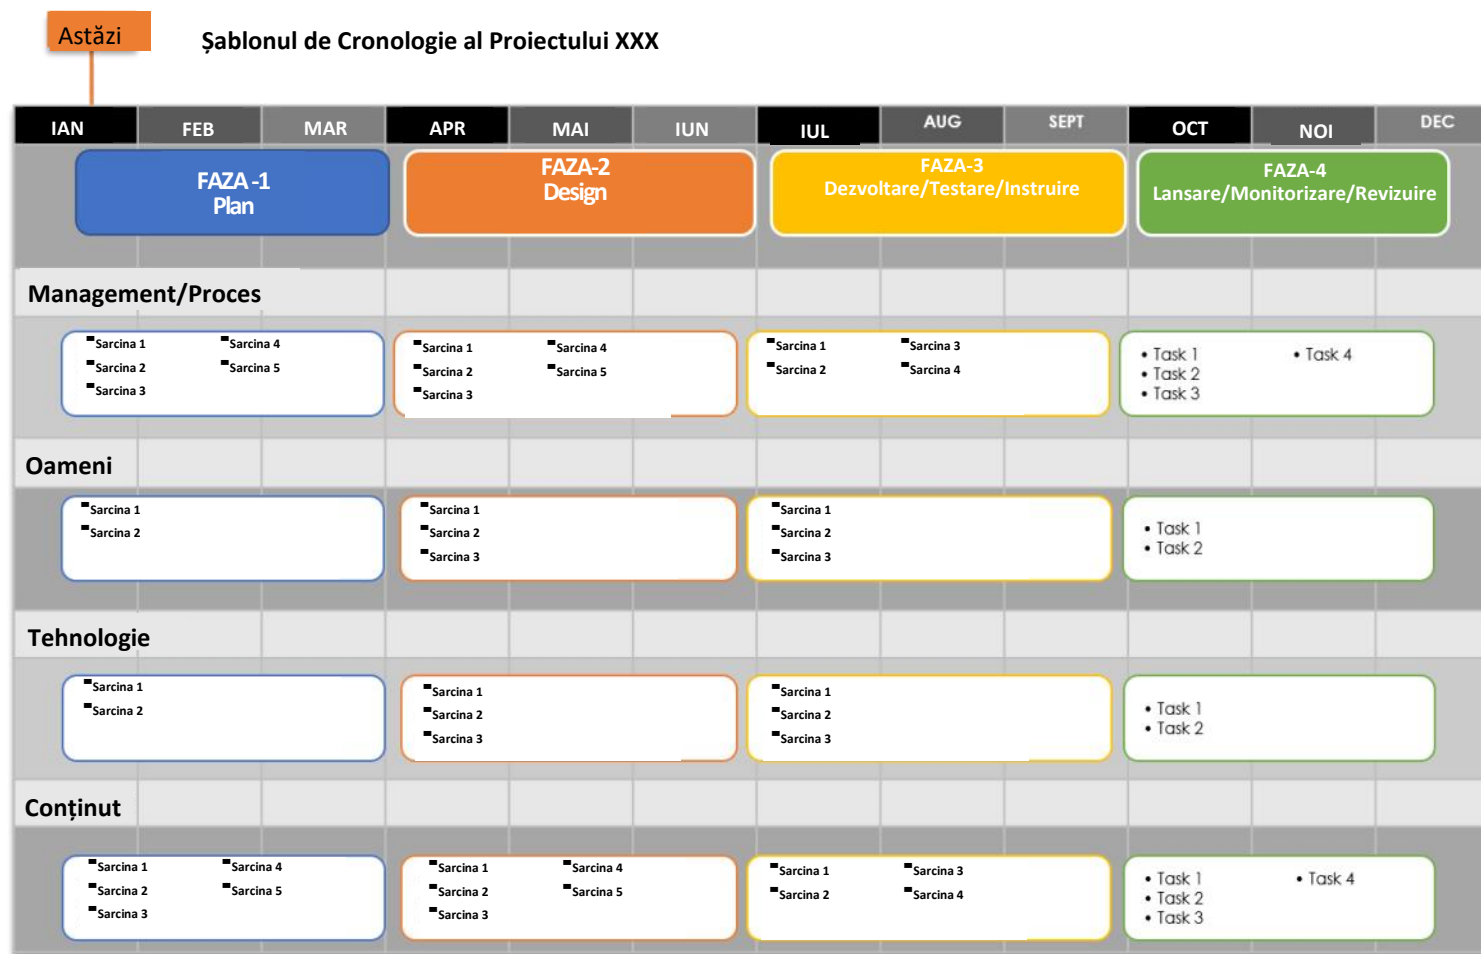 Astăzi
Șablonul de Cronologie al Proiectului XXX
IAN FEB MAR APR MAI IUN IUL AUG SEPT OCT NOI DEC
FAZA -1
Plan
FAZA-2
Design
FAZA-3
Dezvoltare/Testare/Instruire
FAZA-4
Lansare/Monitorizare/Revizuire
Management/Proces
Sarcina 1
Sarcina 2
Sarcina 3
Sarcina 4
Sarcina 5
Sarcina 1
Sarcina 2
Sarcina 3
Sarcina 4
Sarcina 5
Sarcina 1
Sarcina 2
Sarcina 3
Sarcina 4
• Task 1
• Task 2
• Task 3
• Task 4
Oameni
Sarcina 1
Sarcina 2
Sarcina 1
Sarcina 2
Sarcina 3
Sarcina 1
Sarcina 2
Sarcina 3
• Task 1
• Task 2
Tehnologie
Sarcina 1
Sarcina 2
Sarcina 1
Sarcina 2
Sarcina 3
Sarcina 1
Sarcina 2
Sarcina 3
• Task 1
• Task 2
Conținut
Sarcina 1
Sarcina 2
Sarcina 3
Sarcina 4
Sarcina 5
Sarcina 1
Sarcina 2
Sarcina 3
Sarcina 4
Sarcina 5
Sarcina 1
Sarcina 2
Sarcina 3
Sarcina 4
• Task 1
• Task 2
• Task 3
• Task 4